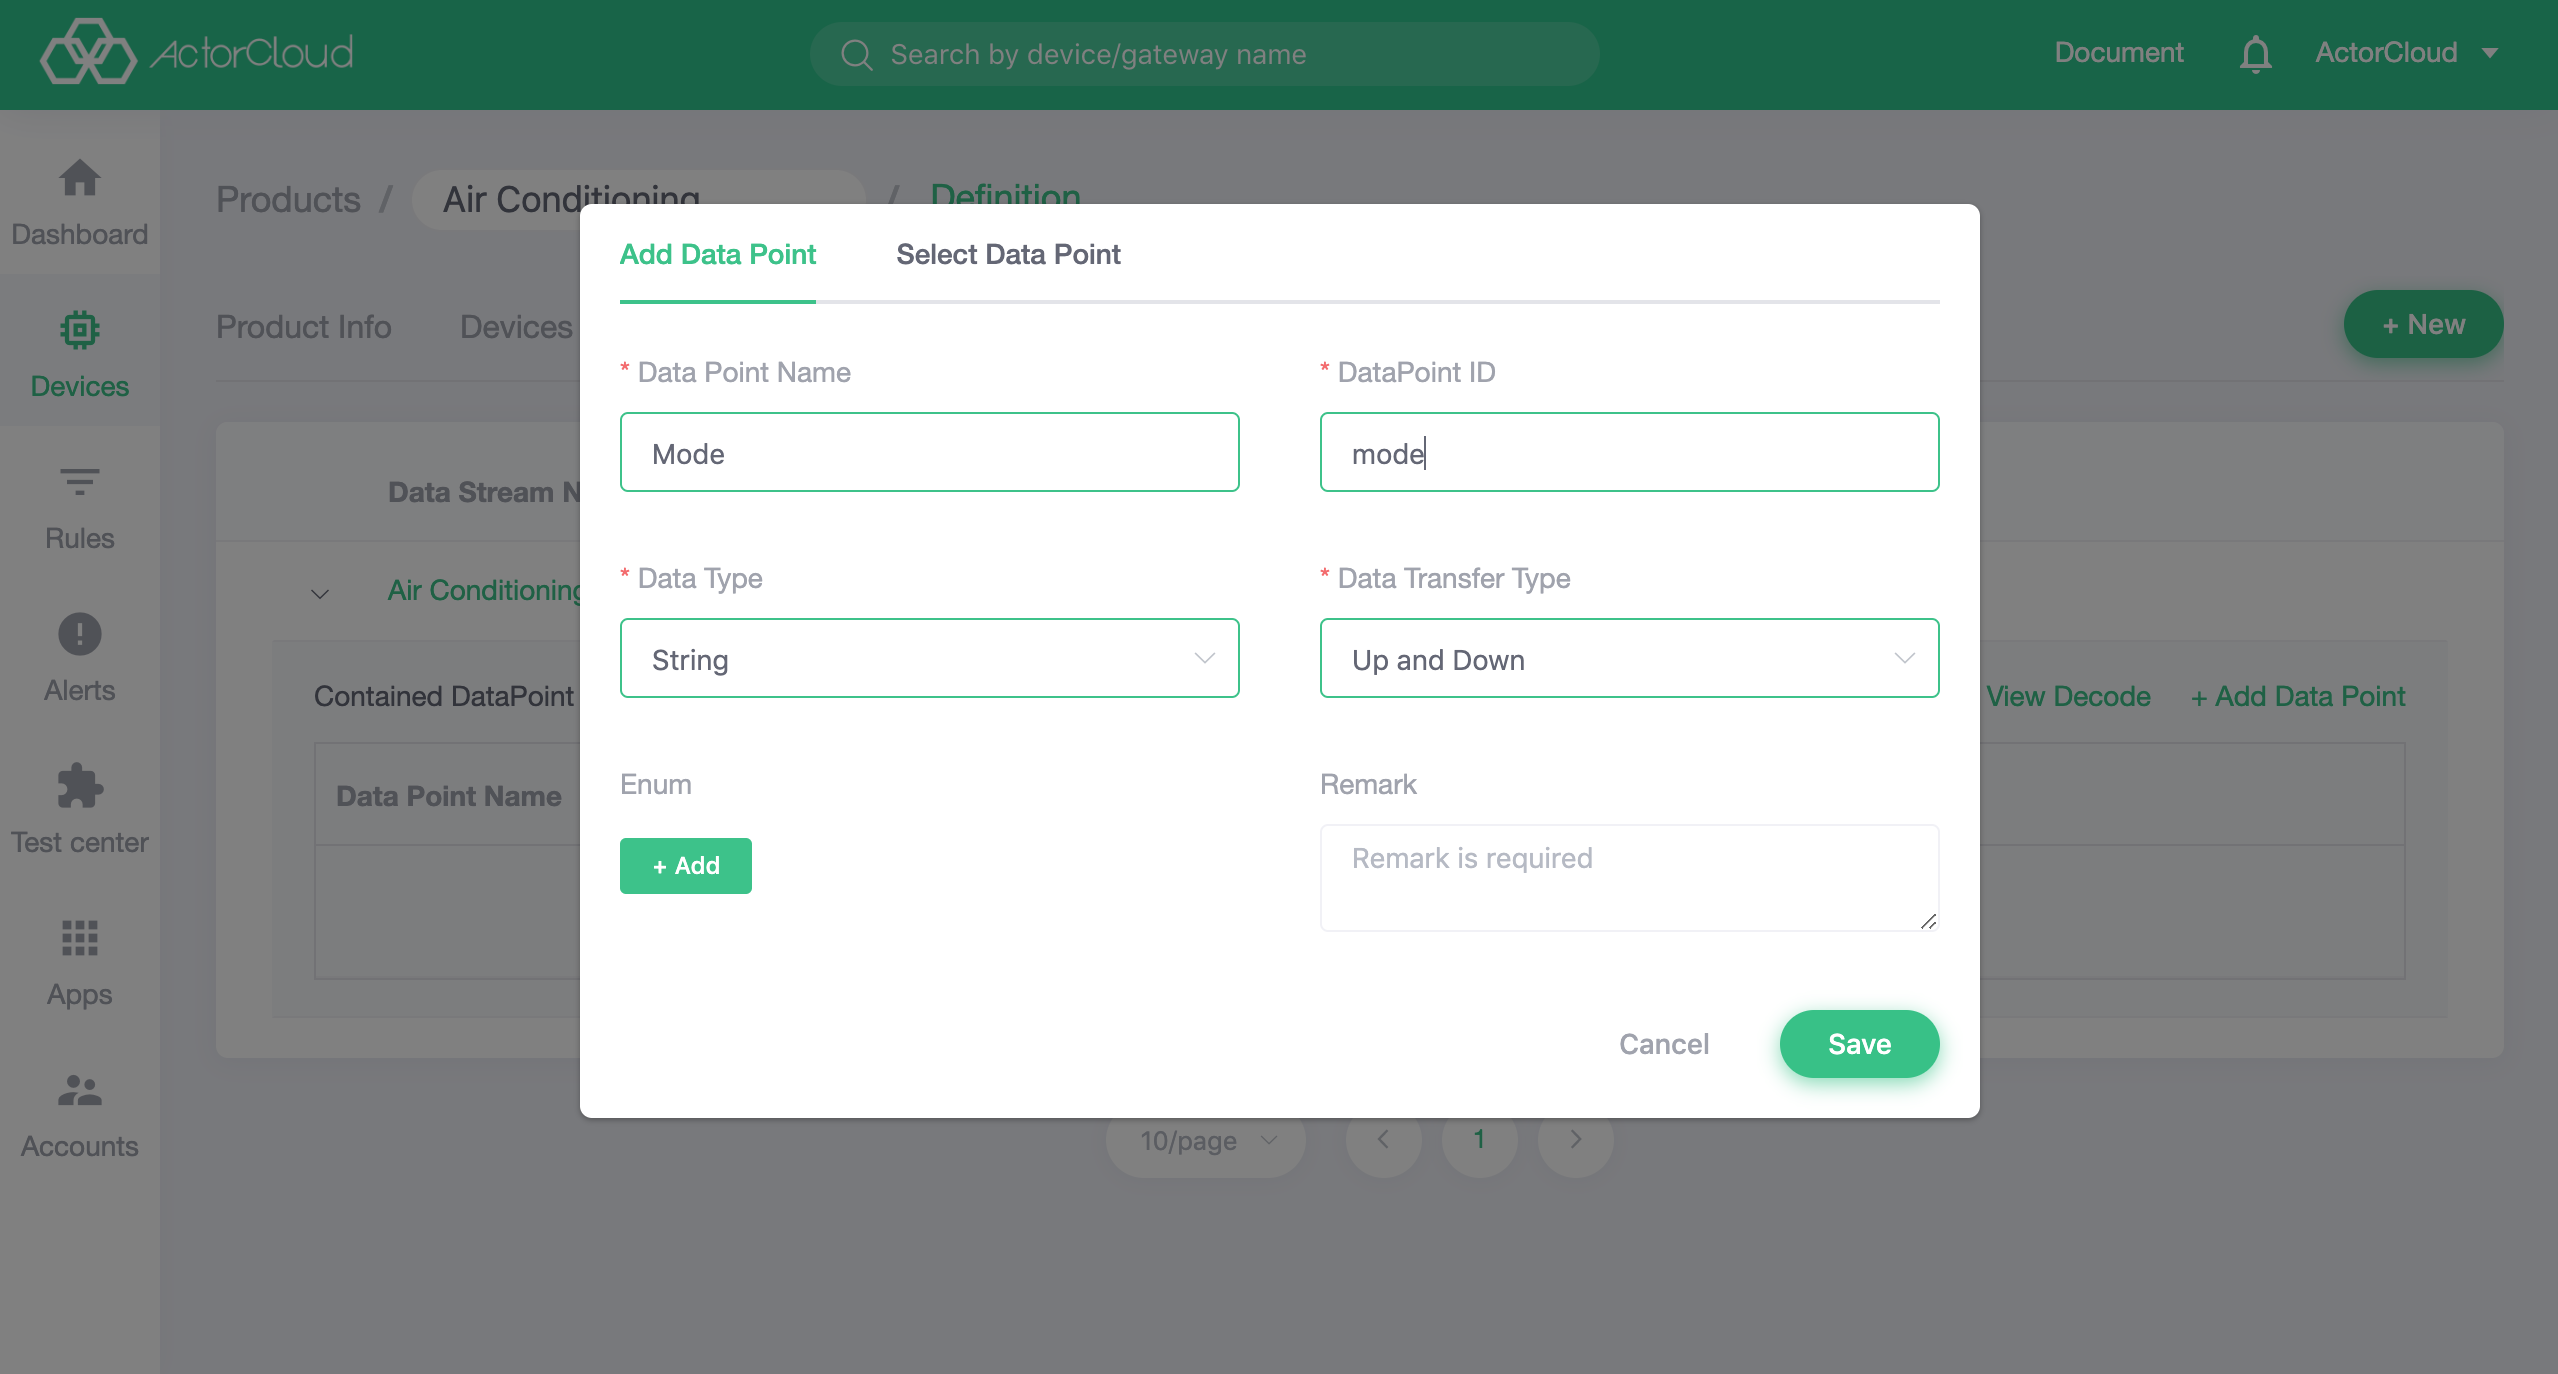 ActorCloud
Search by device/gateway name
Document
ActorCloud
Dashboard
Devices
Rules
Alerts
Test center
Apps
Accounts
Products / Air Conditioning / Definition
Product Info
Devices
+ New
Data Stream N
Air Conditioning
Contained DataPoint
View Decode
+ Add Data Point
Data Point Name
Add Data Point
Select Data Point
* Data Point Name
* DataPoint ID
Mode
mode
* Data Type
* Data Transfer Type
String
Up and Down
Enum
Remark
+ Add
Remark is required
Cancel
Save
10/page
1